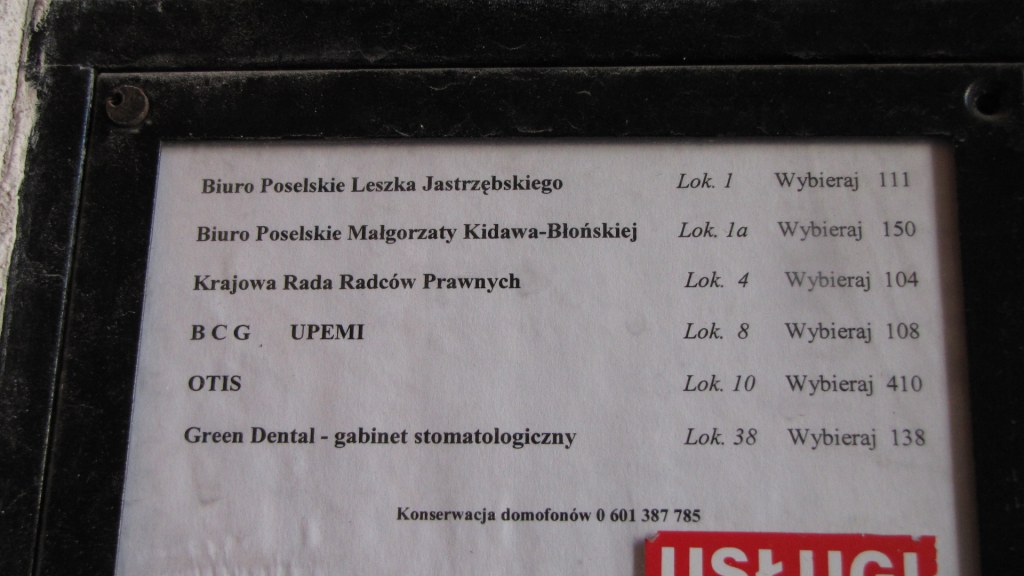 Biuro Poselskie Leszka Jastrzębskiego Lok. 1 Wybieraj 111
Biuro Poselskie Małgorzaty Kidawa-Błońskiej Lok. 1a Wybieraj 150
Krajowa Rada Radców Prawnych Lok. 4 Wybieraj 104
B C G UPEMI Lok. 8 Wybieraj 108
OTIS Lok. 10 Wybieraj 410
Green Dental - gabinet stomatologiczny Lok. 38 Wybieraj 138
Konserwacja domofonów 0 601 387 785
USŁUGI